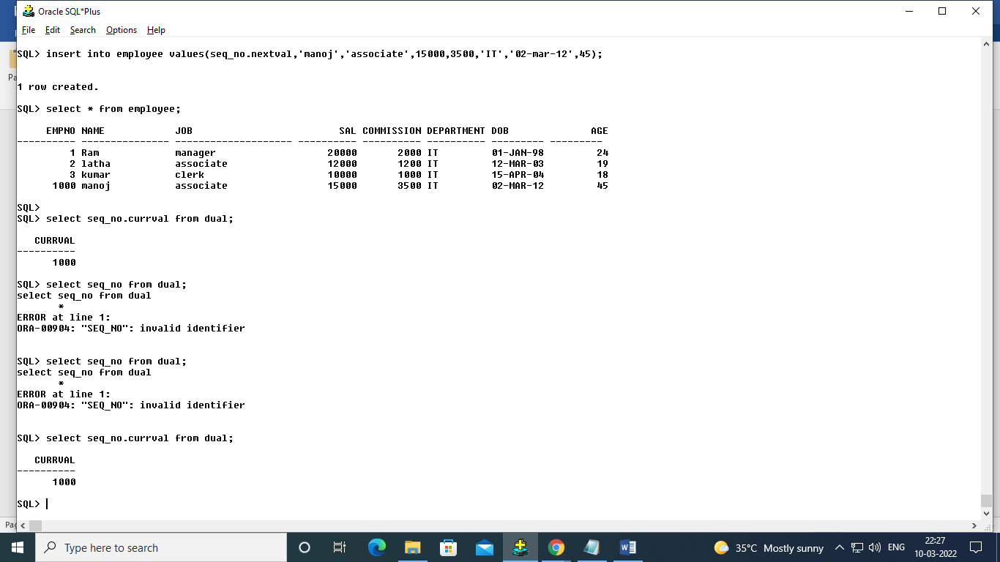 Oracle SQL*Plus
File Edit Search Options Help
SQL> insert into employee values(seq_no.nextval,'manoj','associate',15000,3500,'IT','02-mar-12',45);
1 row created.
SQL> select * from employee;
EMPNO NAME JOB SAL COMMISSION DEPARTMENT DOB AGE
---------- --------------- -------------------- ---------- ---------- ---------- --------- ---------
1 Ram manager 20000 2000 IT 01-JAN-98 24
2 latha associate 12000 1200 IT 12-MAR-03 19
3 kumar clerk 10000 1000 IT 15-APR-04 18
1000 manoj associate 15000 3500 IT 02-MAR-12 45
SQL>
SQL> select seq_no.currval from dual;
CURRVAL
----------
1000
SQL> select seq_no from dual;
select seq_no from dual
*
ERROR at line 1:
ORA-00904: "SEQ_NO": invalid identifier
SQL> select seq_no from dual;
select seq_no from dual
*
ERROR at line 1:
ORA-00904: "SEQ_NO": invalid identifier
SQL> select seq_no.currval from dual;
CURRVAL
----------
1000
SQL>
Type here to search
35°C Mostly sunny
ENG
22:27
10-03-2022